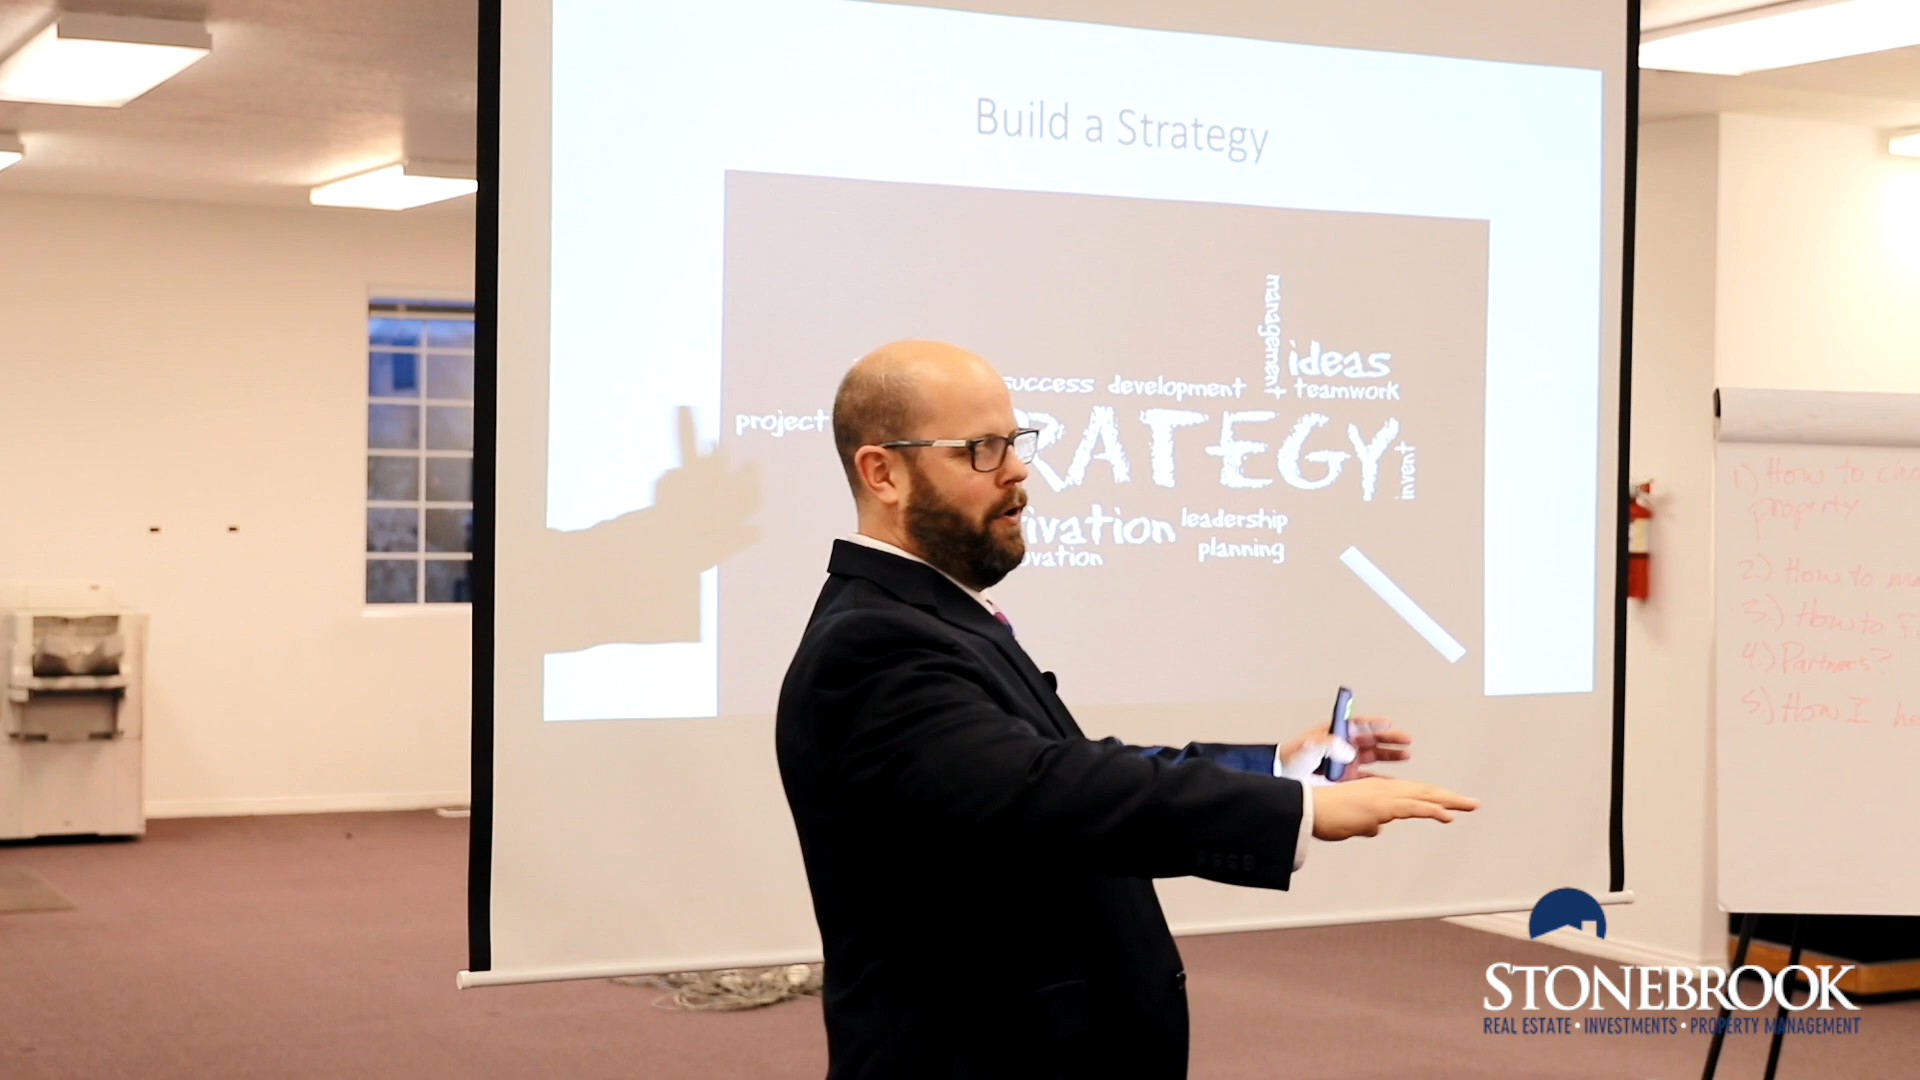 Build a Strategy
management
ideas
success development
teamwork
project
RATEGY
invent
ivation
leadership
ovation
planning
1.) How to
property
2.) How to
3.) How to
4.) Partners?
5.) How I
STONEBROOK
REAL ESTATE • INVESTMENTS • PROPERTY MANAGEMENT